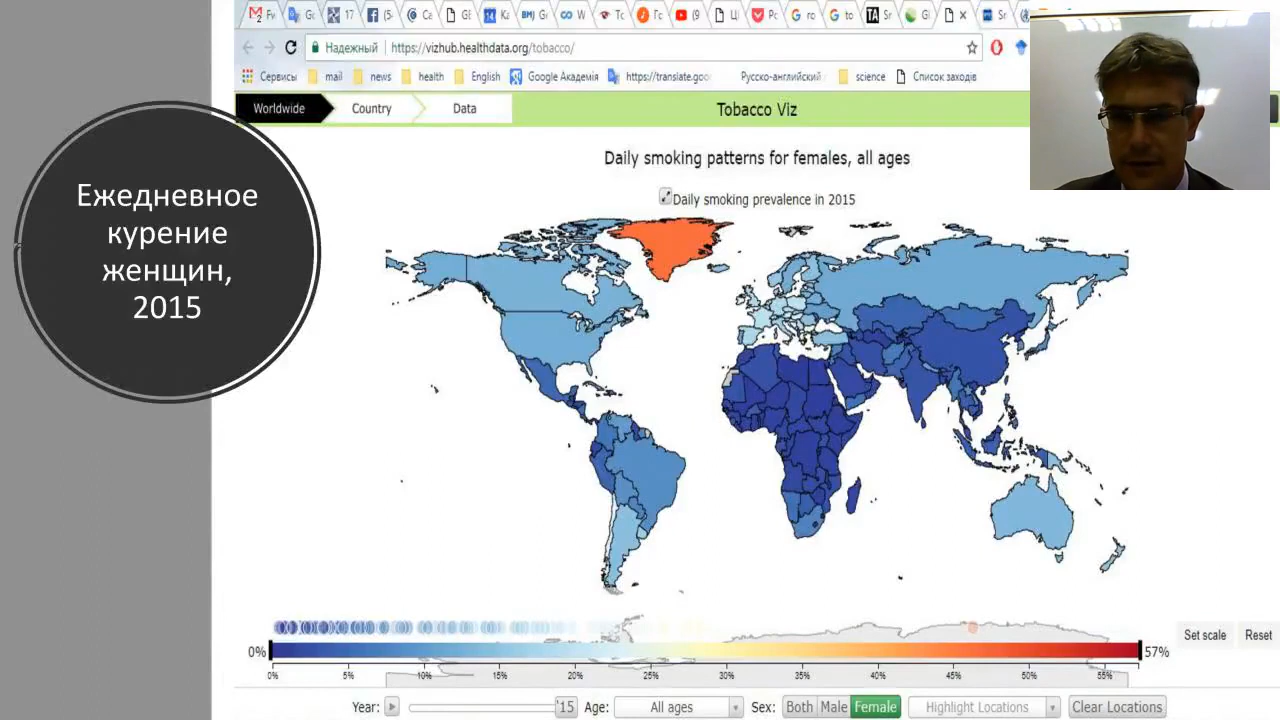 Ежедневное
курение
женщин,
2015
Надежный
https://vizhub.healthdata.org/tobacco/
Сервисы mail news health English Google Академія https://translate.goo Русско-английский science Список заходів
Worldwide Country Data
Tobacco Viz
Daily smoking patterns for females, all ages
Daily smoking prevalence in 2015
Set scale Reset
0% 57%
0% 5% 10% 15% 20% 25% 30% 35% 40% 45% 50% 55%
Year: '15 Age: All ages Sex: Both Male Female Highlight Locations Clear Locations